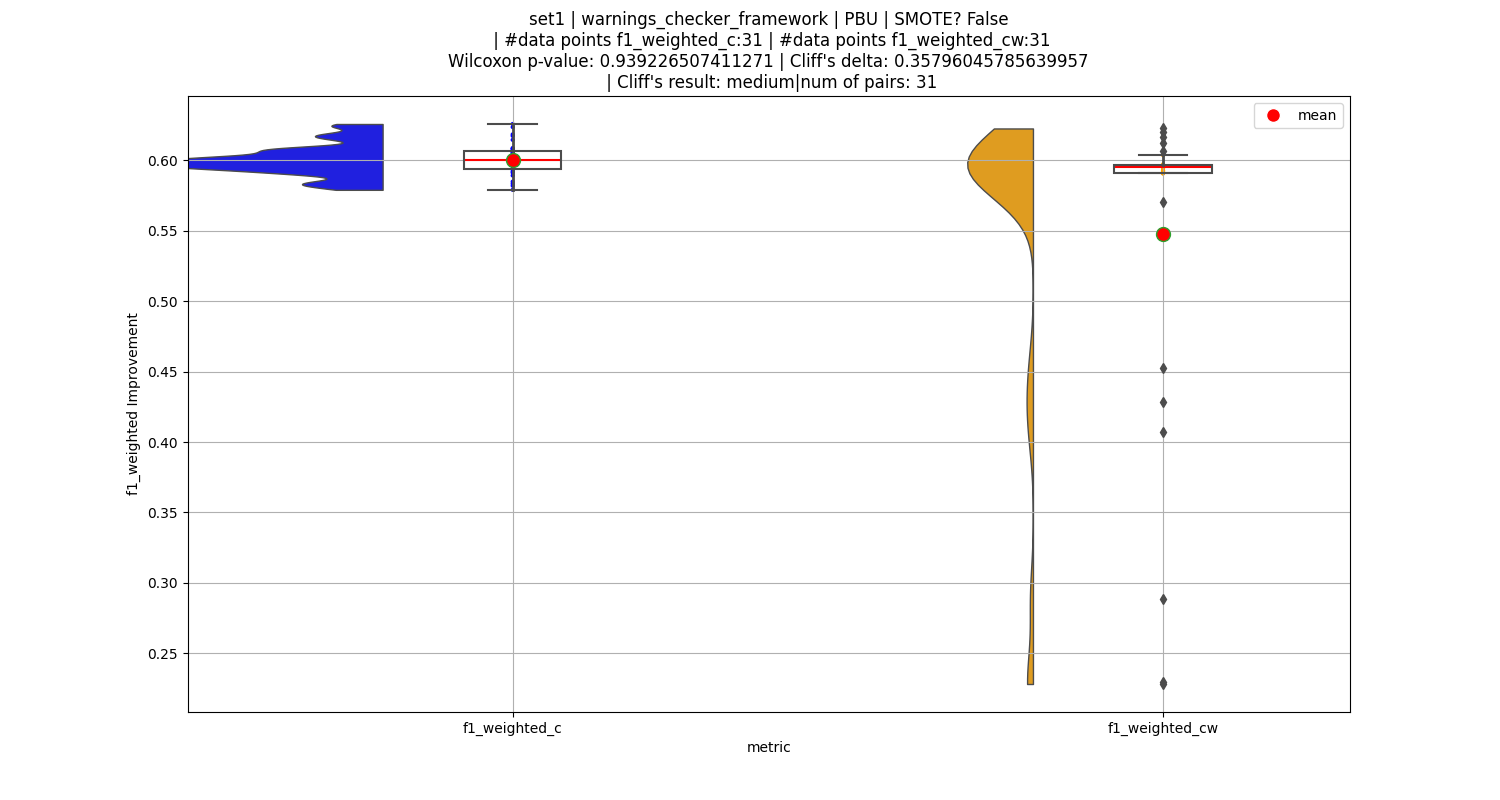 set1 | warnings_checker_framework | PBU | SMOTE? False
| #data points f1_weighted_c:31 | #data points f1_weighted_cw:31
Wilcoxon p-value: 0.939226507411271 | Cliff's delta: 0.35796045785639957
| Cliff's result: medium|num of pairs: 31
mean
0.60
0.55
0.50
0.45
0.40
0.35
0.30
0.25
f1_weighted Improvement
f1_weighted_c
f1_weighted_cw
metric